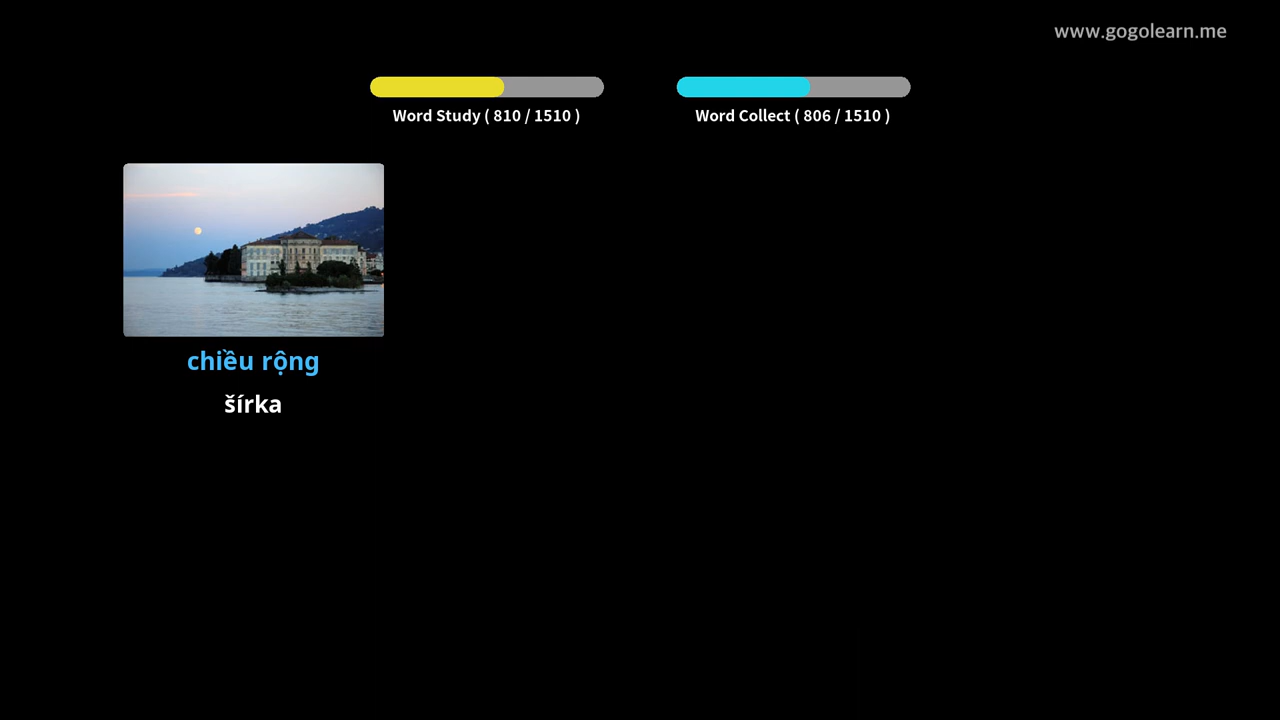 www.gogolearn.me
Word Study ( 810 / 1510 )
Word Collect ( 806 / 1510 )
chiều rộng
šírka